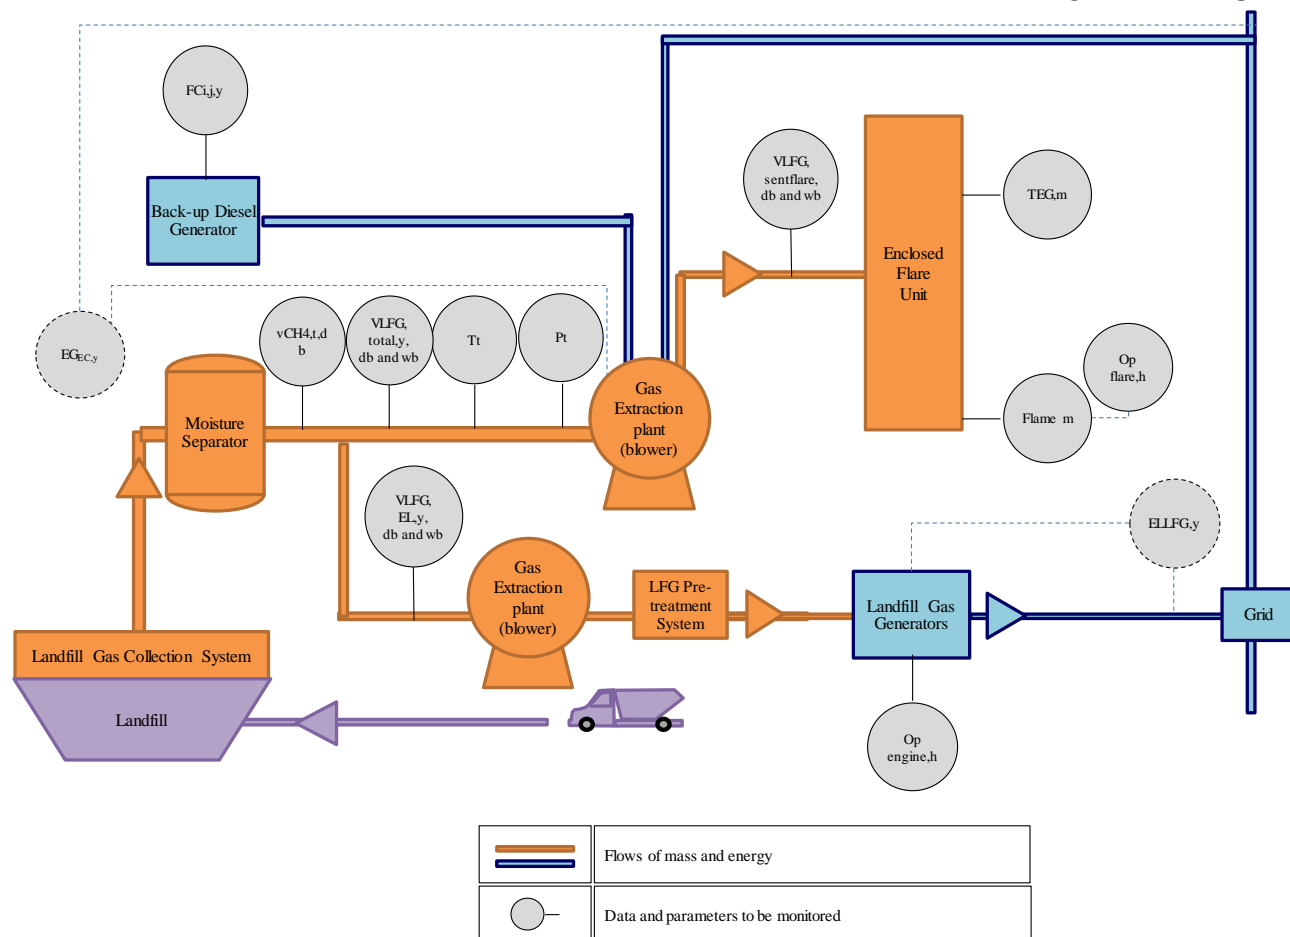 FCi,j,y
Back-up Diesel
Generator
VLFG,
sentflare,
db and wb
TEG,m
Enclosed
Flare
Unit
EGEC,y
vCH4,t,d
b
VLFG,
total,y,
db and wb
Tt
Pt
Op
flare,h
Flame m
Moisture
Separator
Gas
Extraction
plant
(blower)
VLFG,
EL,y,
db and wb
ELLFG,y
Gas
Extraction
plant
(blower)
LFG Pre-
treatment
System
Landfill Gas
Generators
Grid
Landfill Gas Collection System
Landfill
Op
engine,h
Flows of mass and energy
Data and parameters to be monitored